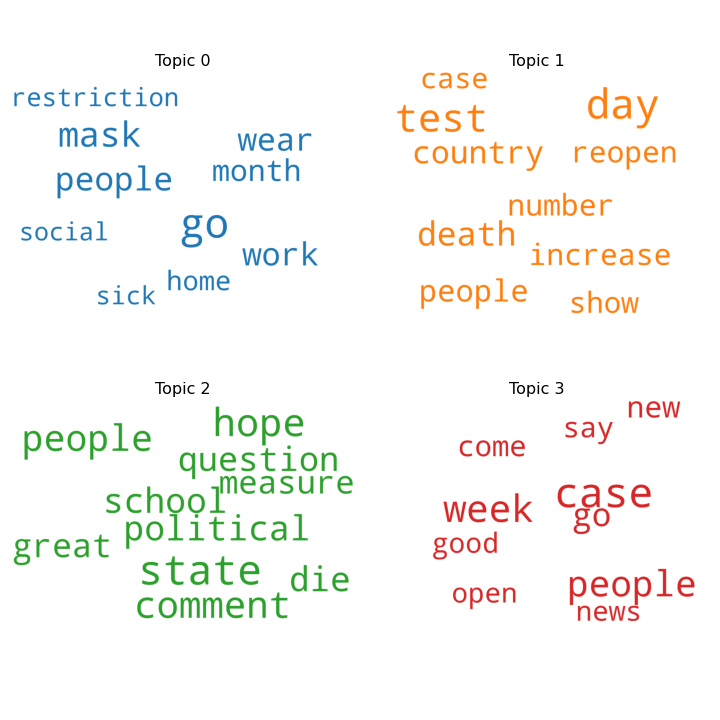 Topic 0
restriction
mask
wear
people
month
social
go
work
home
sick
Topic 1
case
day
test
country
reopen
number
death
increase
people
show
Topic 2
hope
people
question
measure
school
political
great
state
die
comment
Topic 3
new
say
come
case
week
go
good
people
open
news